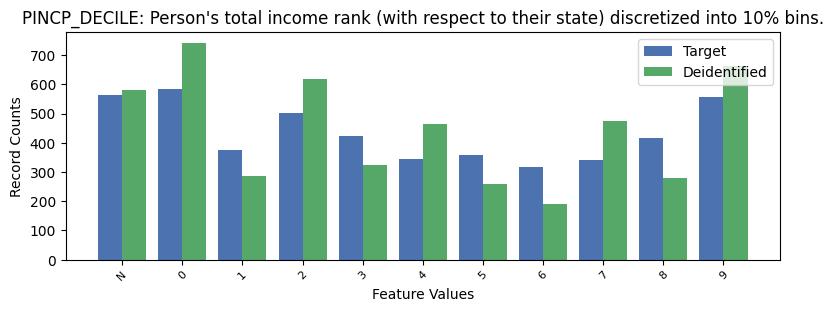 PINCP_DECILE: Person's total income rank (with respect to their state) discretized into 10% bins.
Target
Deidentified
Record Counts
700
600
500
400
300
200
100
0
N 0 1 2 3 4 5 6 7 8 9
Feature Values